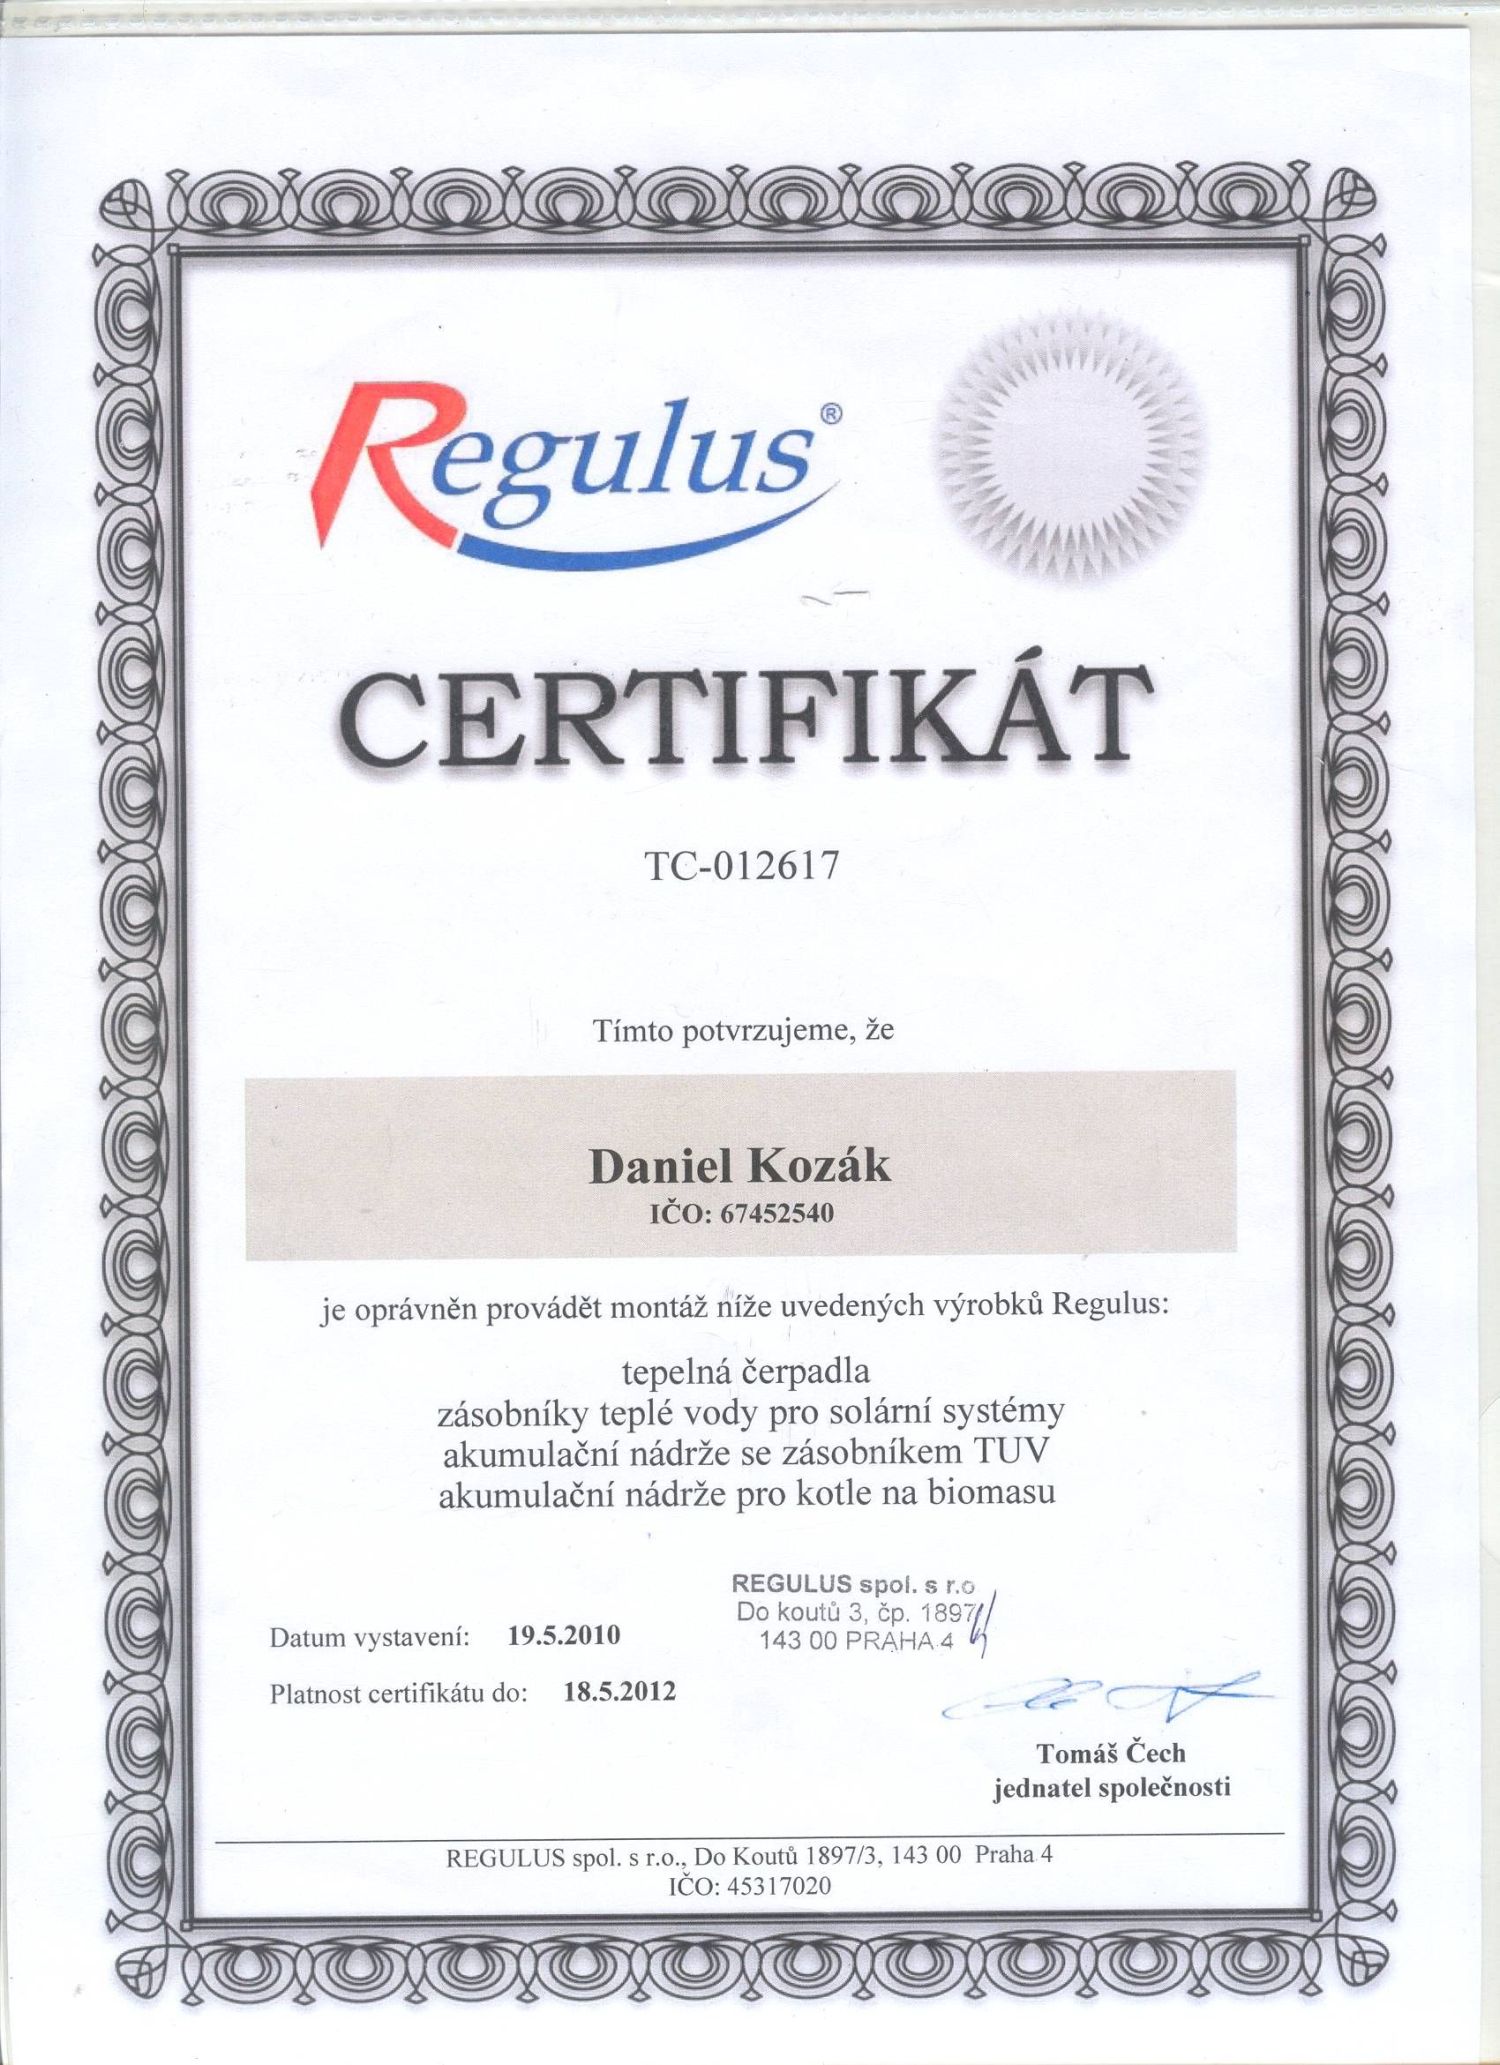 Regulus®
CERTIFIKÁT
TC-012617
Tímto potvrzujeme, že
Daniel Kozák
IČO: 67452540
je oprávněn provádět montáž níže uvedených výrobků Regulus:
tepelná čerpadla
zásobníky teplé vody pro solární systémy
akumulační nádrže se zásobníkem TUV
akumulační nádrže pro kotle na biomasu
REGULUS spol. s r.o
Do koutů 3, čp. 1897
143 00 PRAHA 4
Datum vystavení: 19.5.2010
Platnost certifikátu do: 18.5.2012
Tomáš Čech
jednatel společnosti
REGULUS spol. s r.o., Do Koutů 1897/3, 143 00 Praha 4
IČO: 45317020